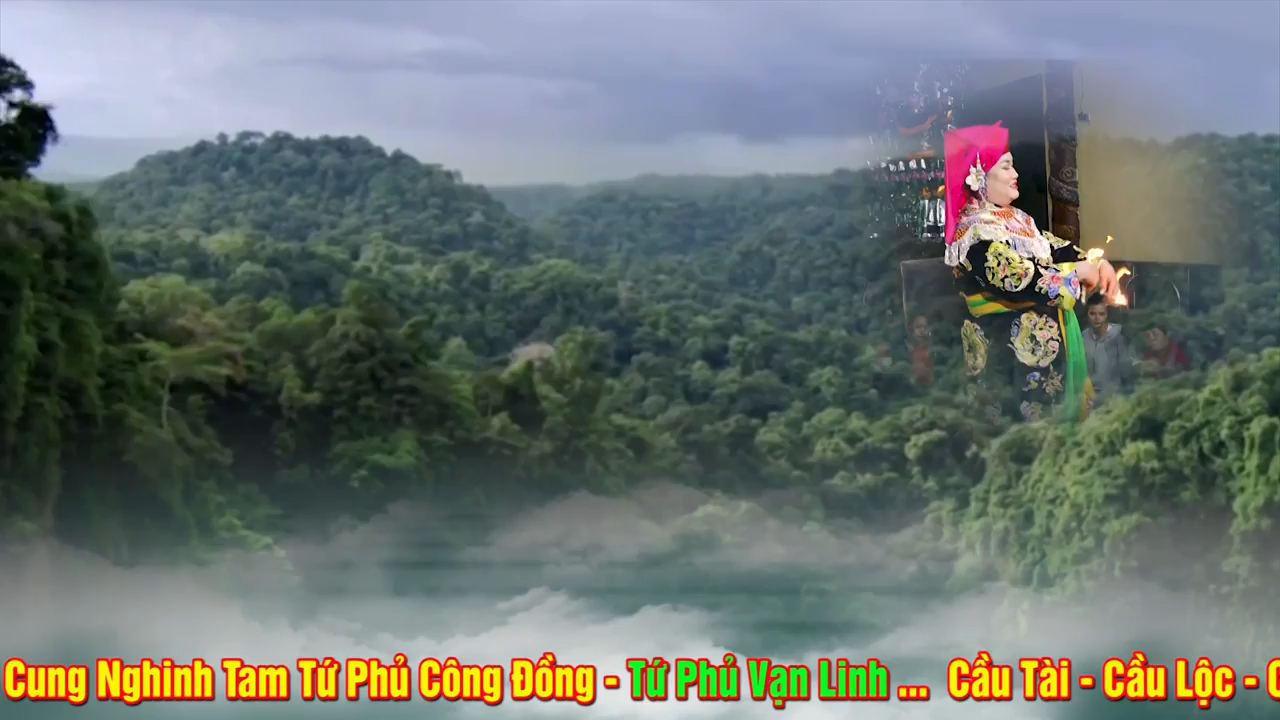 Cung Nghinh Tam Tứ Phủ Công Đồng - Tứ Phủ Vạn Linh ... Cầu Tài - Cầu Lộc -